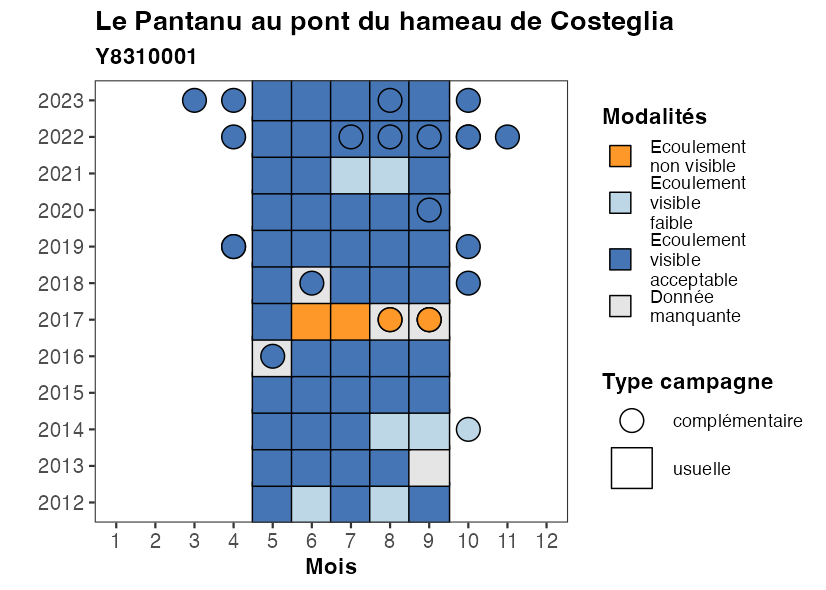 Le Pantanu au pont du hameau de Costeglia
Y8310001
2023
2022
2021
2020
2019
2018
2017
2016
2015
2014
2013
2012
1 2 3 4 5 6 7 8 9 10 11 12
Mois
Modalités
Ecoulement
non visible
Ecoulement
visible
faible
Ecoulement
visible
acceptable
Donnée
manquante
Type campagne
complémentaire
usuelle